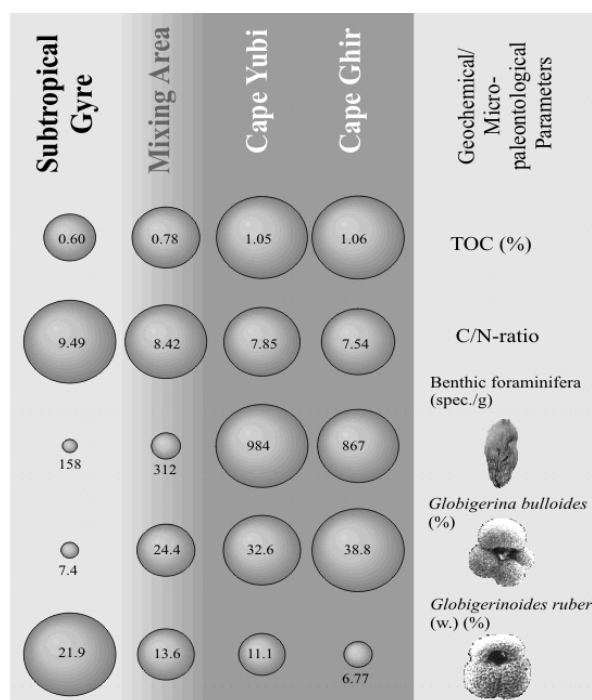 Subtropical
Gyre
Mixing Area
Cape Yubi
Cape Ghir
Geochemical/
Micro-
paleontological
Parameters
0.60 0.78 1.05 1.06 TOC (%)
9.49 8.42 7.85 7.54 C/N-ratio
Benthic foraminifera
(spec./g)
158 312 984 867
Globigerina bulloides
(%)
7.4 24.4 32.6 38.8
Globigerinoides ruber
(w.) (%)
21.9 13.6 11.1 6.77